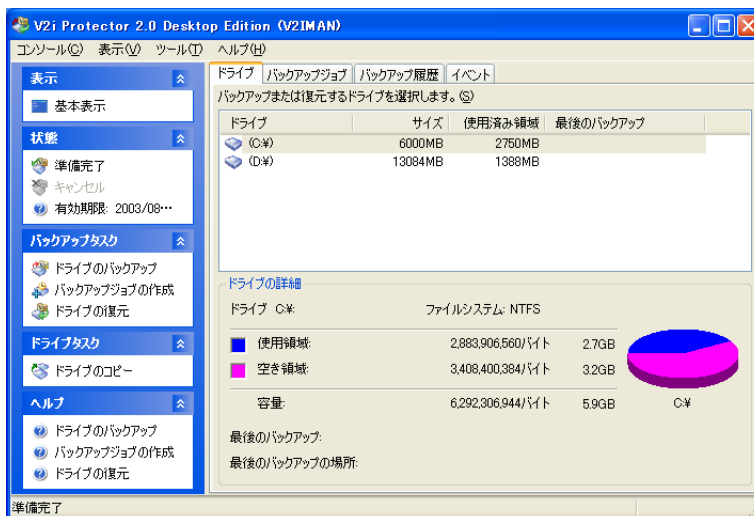 V2i Protector 2.0 Desktop Edition (V2IMAN)
コンソール(C) 表示(V) ツール(T) ヘルプ(H)
表示
基本表示
状態
準備完了
キャンセル
有効期限: 2003/08…
バックアップタスク
ドライブのバックアップ
バックアップジョブの作成
ドライブの復元
ドライブタスク
ドライブのコピー
ヘルプ
ドライブのバックアップ
バックアップジョブの作成
ドライブの復元
ドライブ バックアップジョブ バックアップ履歴 イベント
バックアップまたは復元するドライブを選択します。(S)
ドライブ サイズ 使用済み領域 最後のバックアップ
(C:¥) 6000MB 2750MB
(D:¥) 13084MB 1388MB
ドライブの詳細
ドライブ C:¥: ファイルシステム: NTFS
使用領域: 2,883,906,560バイト 2.7GB
空き領域: 3,408,400,384バイト 3.2GB
容量: 6,292,306,944バイト 5.9GB
C:¥
最後のバックアップ:
最後のバックアップの場所:
準備完了